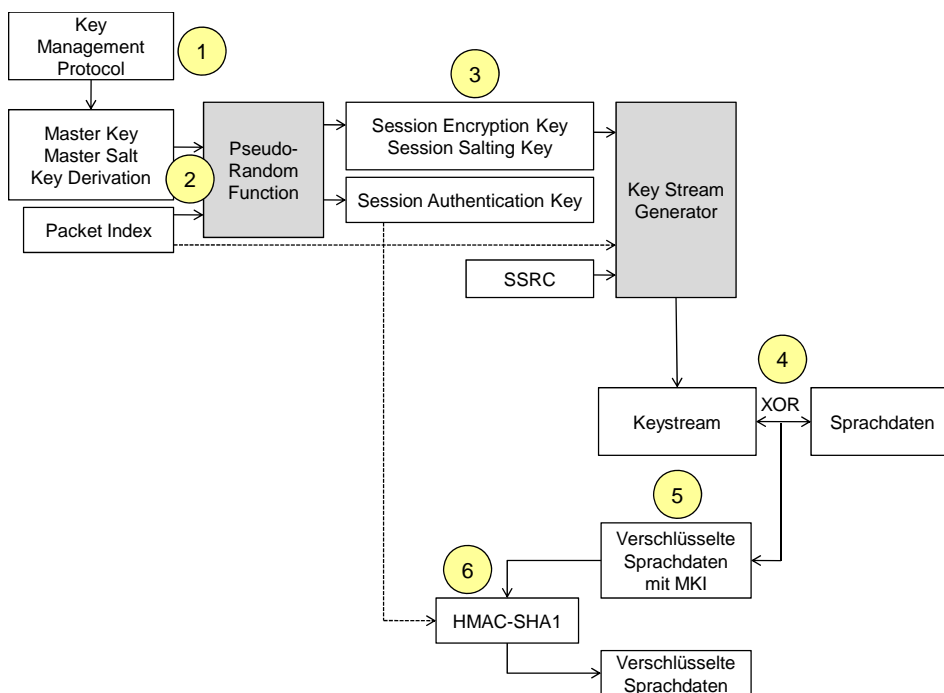 Key
Management
Protocol
1
3
Master Key
Master Salt
Key Derivation
2
Pseudo-
Random
Function
Session Encryption Key
Session Salting Key
Key Stream
Generator
Session Authentication Key
Packet Index
SSRC
4
Keystream
XOR
Sprachdaten
5
Verschlüsselte
Sprachdaten
mit MKI
6
HMAC-SHA1
Verschlüsselte
Sprachdaten